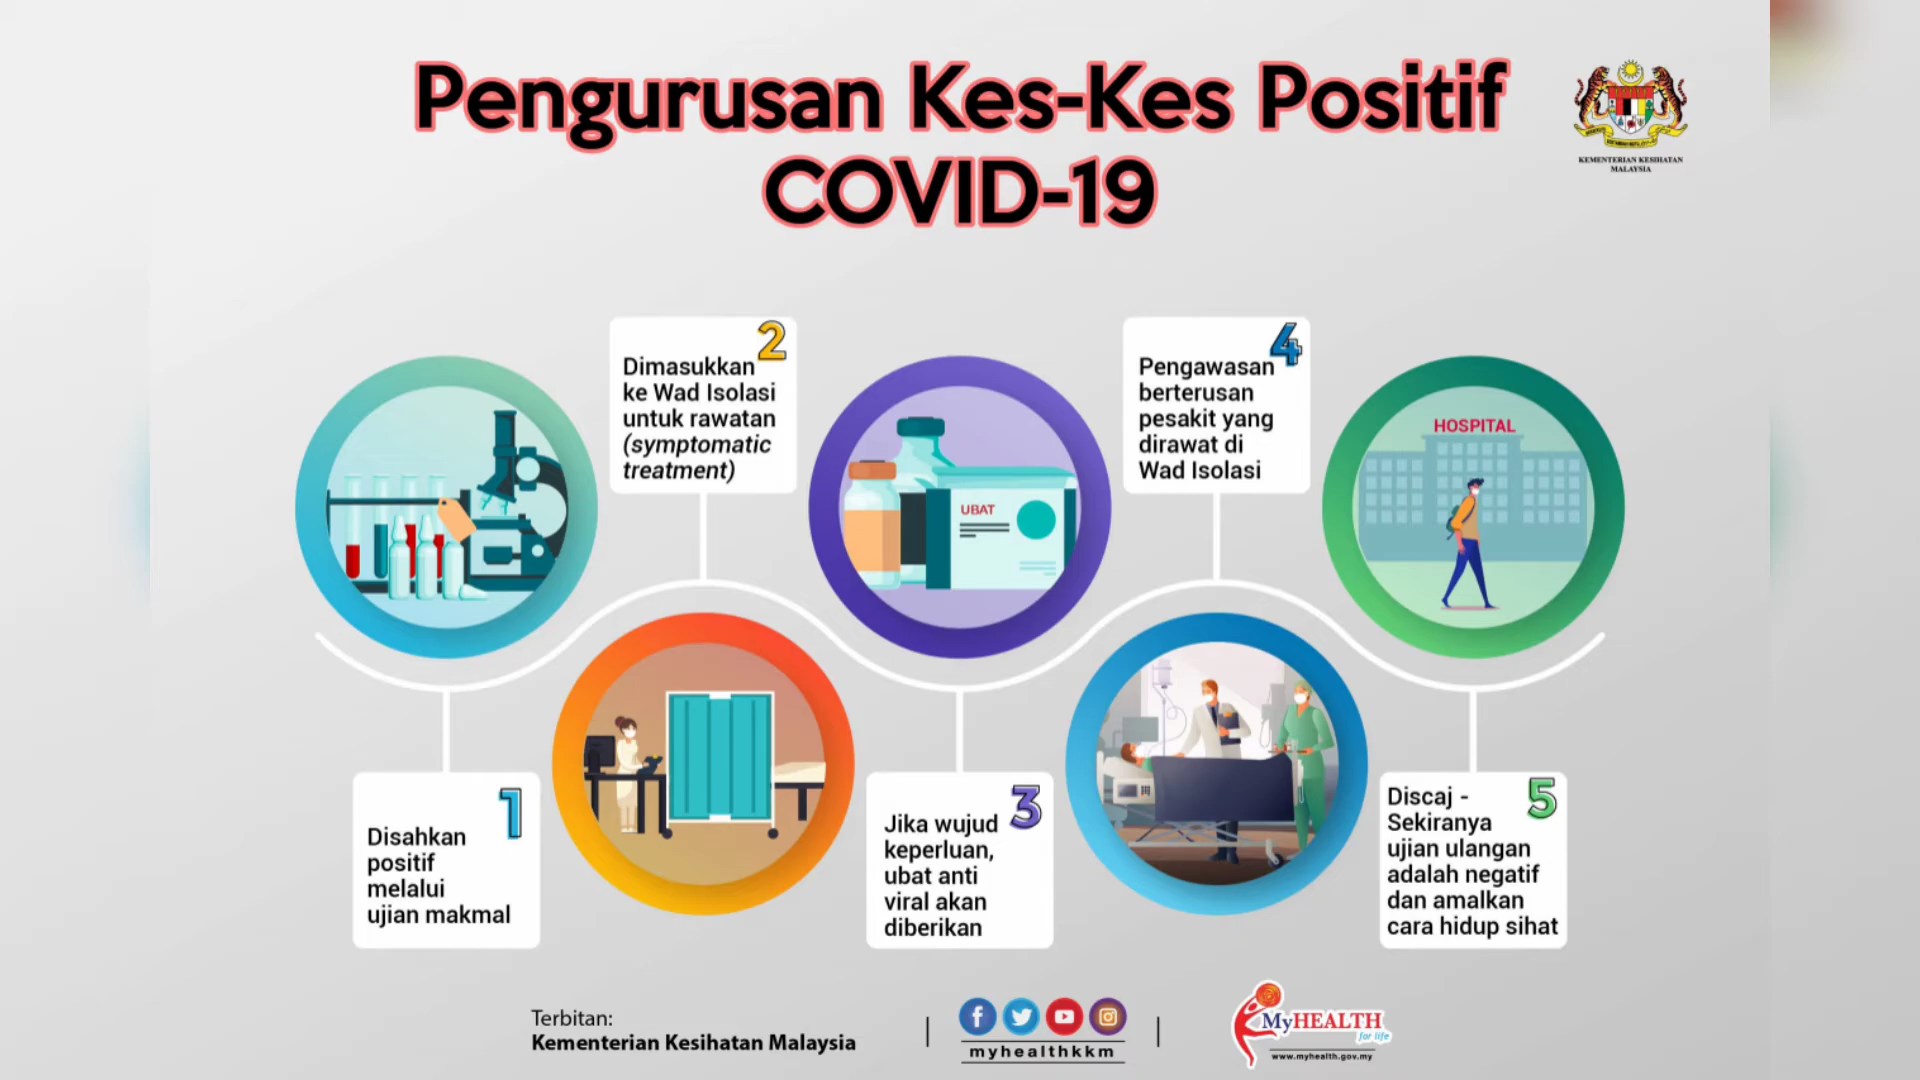 Pengurusan Kes-Kes Positif
COVID-19
KEMENTERIAN KESIHATAN
MALAYSIA
1
Disahkan
positif
melalui
ujian makmal
2
Dimasukkan
ke Wad Isolasi
untuk rawatan
(symptomatic
treatment)
3
Jika wujud
keperluan,
ubat anti
viral akan
diberikan
UBAT
4
Pengawasan
berterusan
pesakit yang
dirawat di
Wad Isolasi
5
Discaj -
Sekiranya
ujian ulangan
adalah negatif
dan amalkan
cara hidup sihat
HOSPITAL
Terbitan:
Kementerian Kesihatan Malaysia
myhealthkkm
MyHEALTH
for life
www.myhealth.gov.my